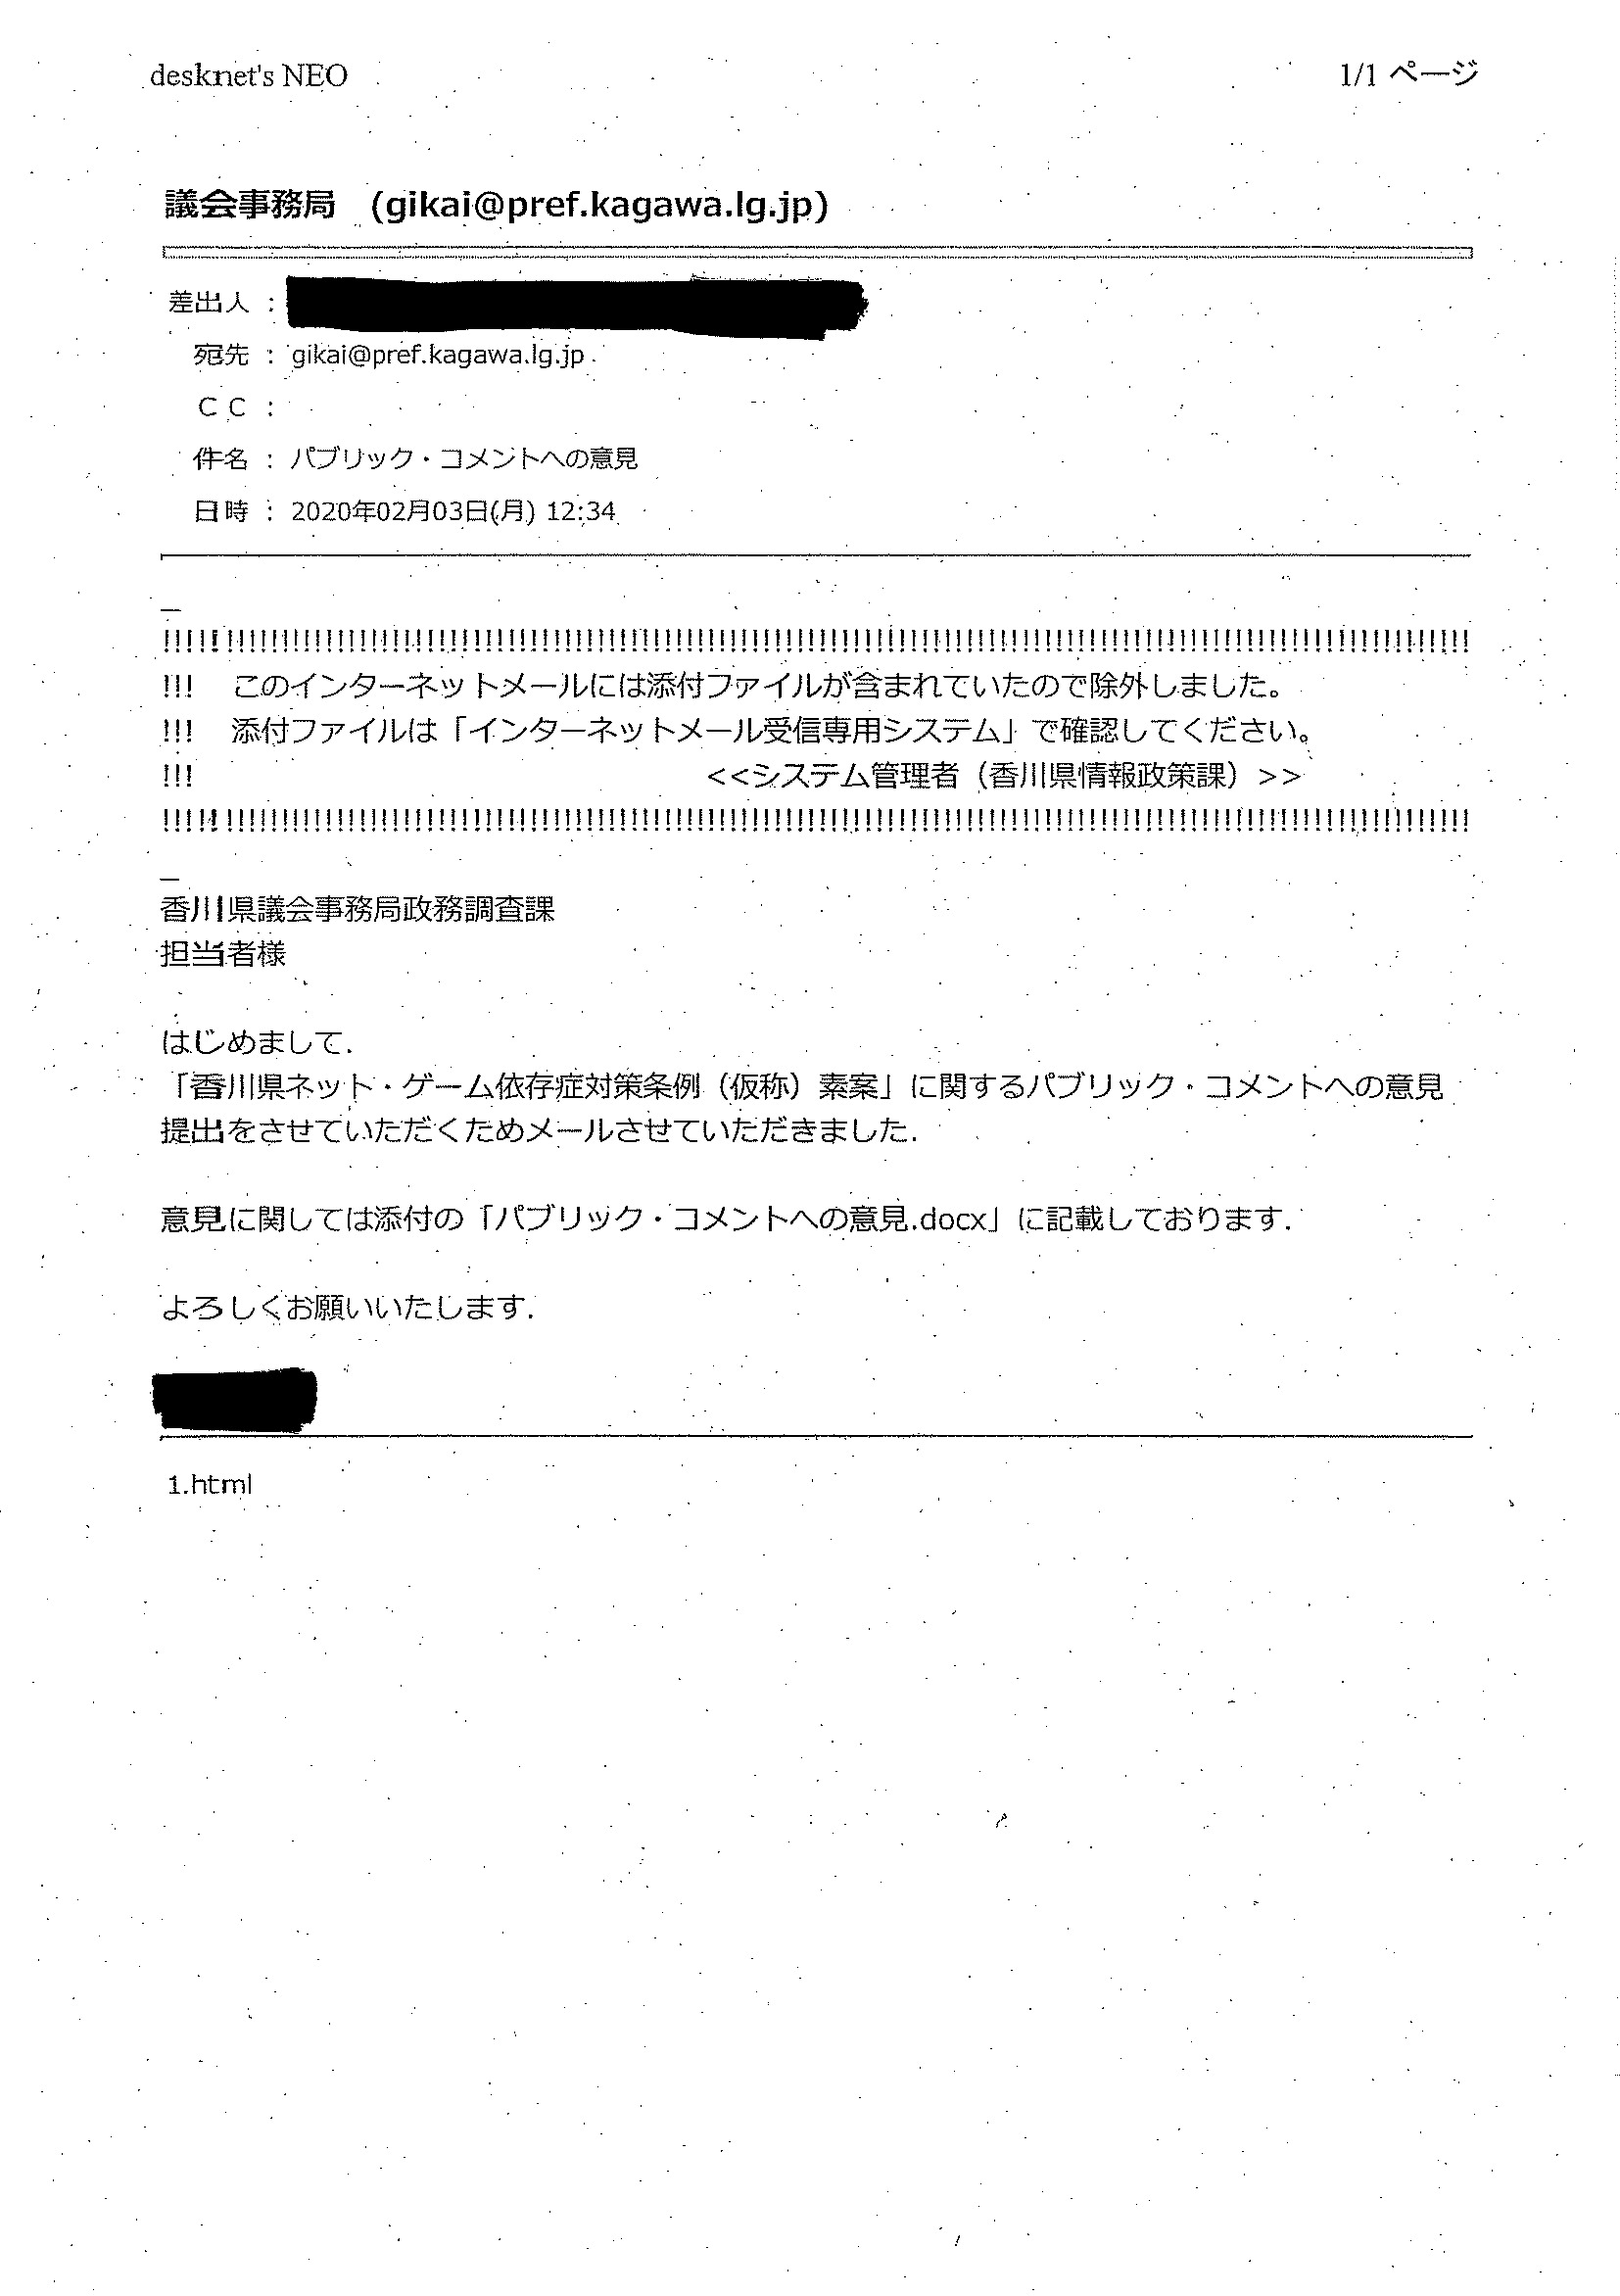 desknet's NEO
1/1 ページ
議会事務局　(gikai@pref.kagawa.lg.jp)
差出人 :
宛先 : gikai@pref.kagawa.lg.jp
ＣＣ :
件名 : パブリック・コメントへの意見
日時 : 2020年02月03日(月) 12:34
_
!!!!!!!!!!!!!!!!!!!!!!!!!!!!!!!!!!!!!!!!!!!!!!!!!!!!!!!!!!!!!!!!!!!!!!!!!!!!!!!!!!!!!!!!!!!!!!!!!!!!!!!!!!!!!!!!!!!!!!
!!!　このインターネットメールには添付ファイルが含まれていたので除外しました。
!!!　添付ファイルは「インターネットメール受信専用システム」で確認してください。
!!!　　　　　　　　　　　　　　　　　<<システム管理者（香川県情報政策課）>>
!!!!!!!!!!!!!!!!!!!!!!!!!!!!!!!!!!!!!!!!!!!!!!!!!!!!!!!!!!!!!!!!!!!!!!!!!!!!!!!!!!!!!!!!!!!!!!!!!!!!!!!!!!!!!!!!!!!!!!
_
香川県議会事務局政務調査課
担当者様
はじめまして.
「香川県ネット・ゲーム依存症対策条例（仮称）素案」に関するパブリック・コメントへの意見
提出をさせていただくためメールさせていただきました.
意見に関しては添付の「パブリック・コメントへの意見.docx」に記載しております.
よろしくお願いいたします.
1.html